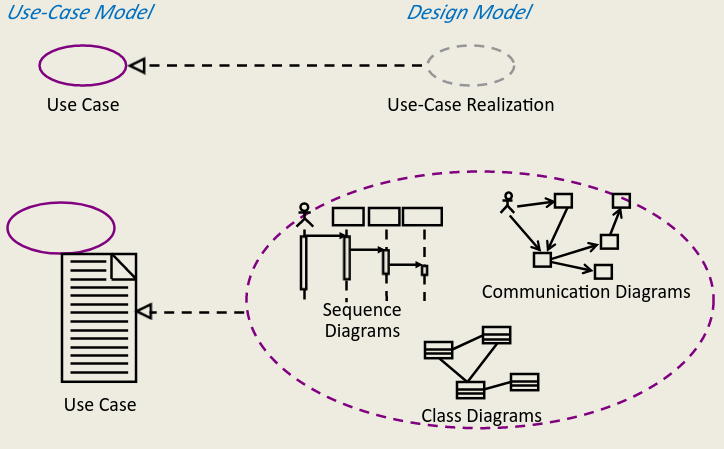 Use-Case Model
Design Model
Use Case
Use-Case Realization
Sequence
Diagrams
Communication Diagrams
Use Case
Class Diagrams